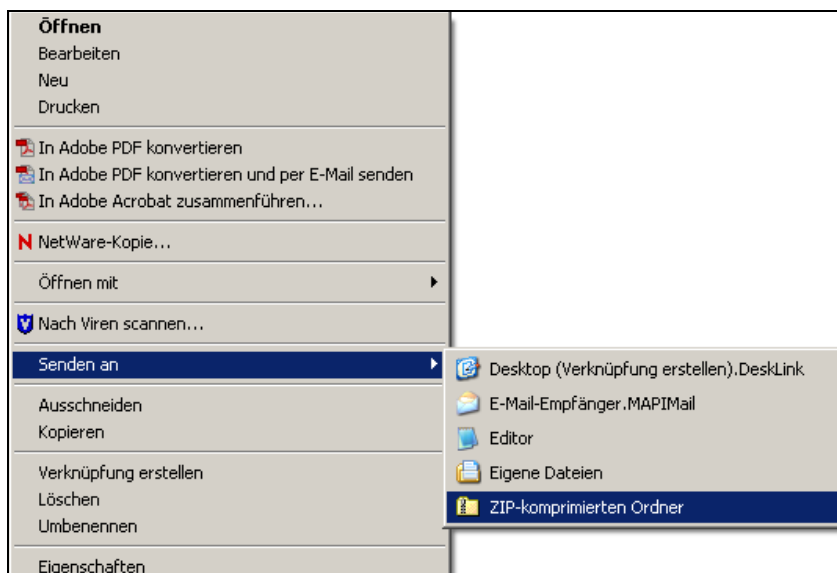 Öffnen
Bearbeiten
Neu
Drucken
In Adobe PDF konvertieren
In Adobe PDF konvertieren und per E-Mail senden
In Adobe Acrobat zusammenführen...
NetWare-Kopie...
Öffnen mit
Nach Viren scannen...
Senden an
Desktop (Verknüpfung erstellen).DeskLink
E-Mail-Empfänger.MAPIMail
Editor
Eigene Dateien
ZIP-komprimierten Ordner
Ausschneiden
Kopieren
Verknüpfung erstellen
Löschen
Umbenennen
Eigenschaften